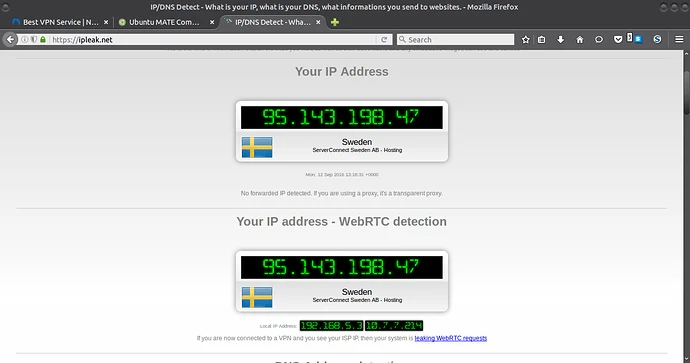 IP/DNS Detect - What is your IP, what is your DNS, what informations you send to websites. - Mozilla Firefox
Best VPN Service | N...
Ubuntu MATE Com...
IP/DNS Detect - Wha...
https://ipleak.net
Search
Your IP Address
95.143.198.47
Sweden
ServerConnect Sweden AB - Hosting
No forwarded IP detected. If you are using a proxy, it's a transparent proxy.
Your IP address - WebRTC detection
95.143.198.47
Sweden
ServerConnect Sweden AB - Hosting
Local IP Address: 192.168.5.3 10.7.7.214
If you are now connected to a VPN and you see your ISP IP, then your system is leaking WebRTC requests